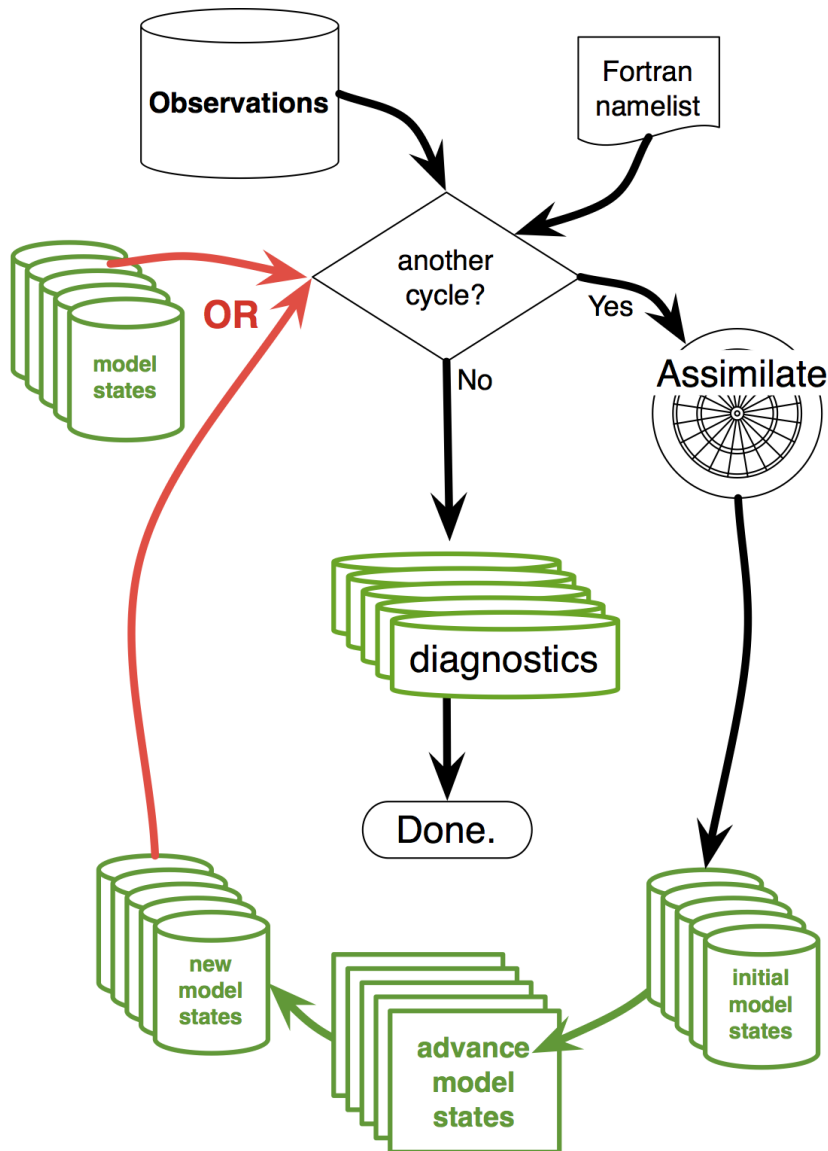 Observations
Fortran
namelist
another
cycle?
OR
Yes
model
states
No
Assimilate
diagnostics
Done.
new
model
states
initial
model
states
advance
model
states